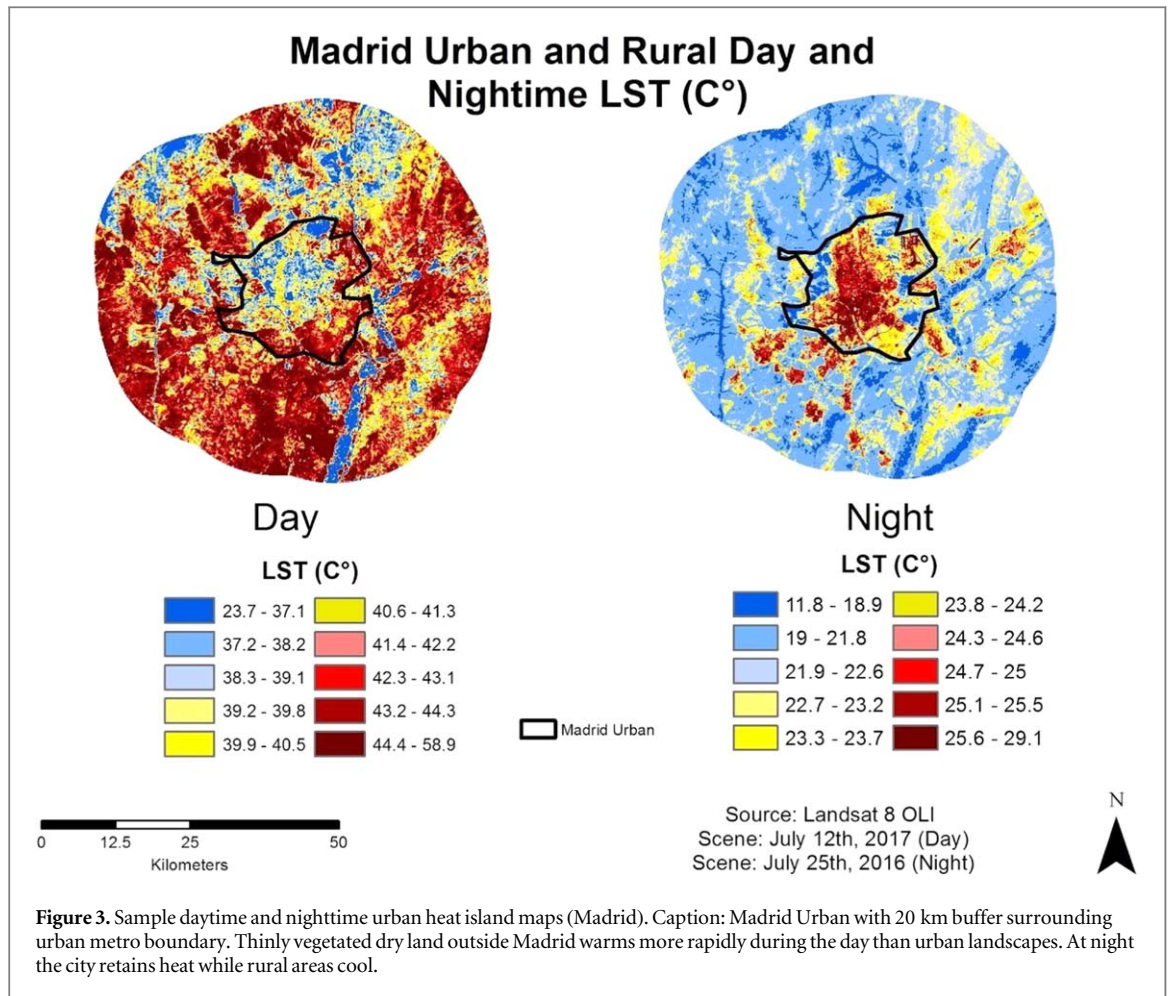 Madrid Urban and Rural Day and
Nightime LST (C°)
Day
Night
LST (C°)
23.7 - 37.1
37.2 - 38.2
38.3 - 39.1
39.2 - 39.8
39.9 - 40.5
40.6 - 41.3
41.4 - 42.2
42.3 - 43.1
43.2 - 44.3
44.4 - 58.9
Madrid Urban
LST (C°)
11.8 - 18.9
19 - 21.8
21.9 - 22.6
22.7 - 23.2
23.3 - 23.7
23.8 - 24.2
24.3 - 24.6
24.7 - 25
25.1 - 25.5
25.6 - 29.1
0 12.5 25 50
Kilometers
Source: Landsat 8 OLI
Scene: July 12th, 2017 (Day)
Scene: July 25th, 2016 (Night)
N
Figure 3. Sample daytime and nighttime urban heat island maps (Madrid). Caption: Madrid Urban with 20 km buffer surrounding
urban metro boundary. Thinly vegetated dry land outside Madrid warms more rapidly during the day than urban landscapes. At night
the city retains heat while rural areas cool.